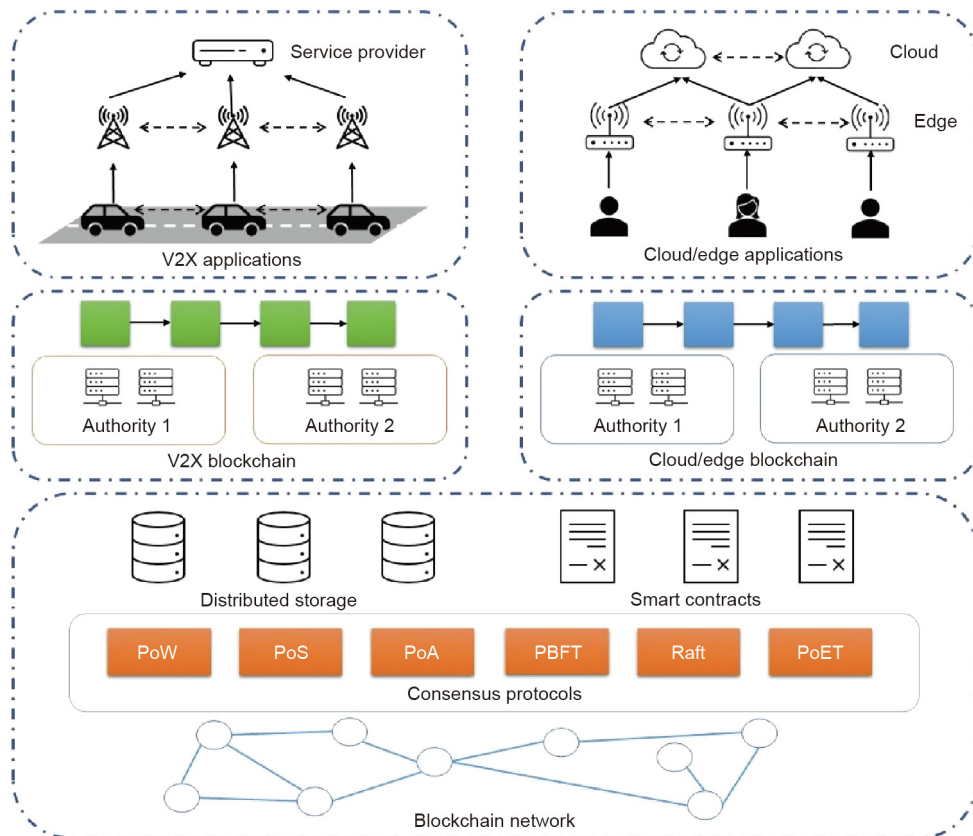 Service provider
V2X applications
Cloud
Edge
Cloud/edge applications
Authority 1
Authority 2
V2X blockchain
Authority 1
Authority 2
Cloud/edge blockchain
Distributed storage
Smart contracts
PoW
PoS
PoA
PBFT
Raft
PoET
Consensus protocols
Blockchain network